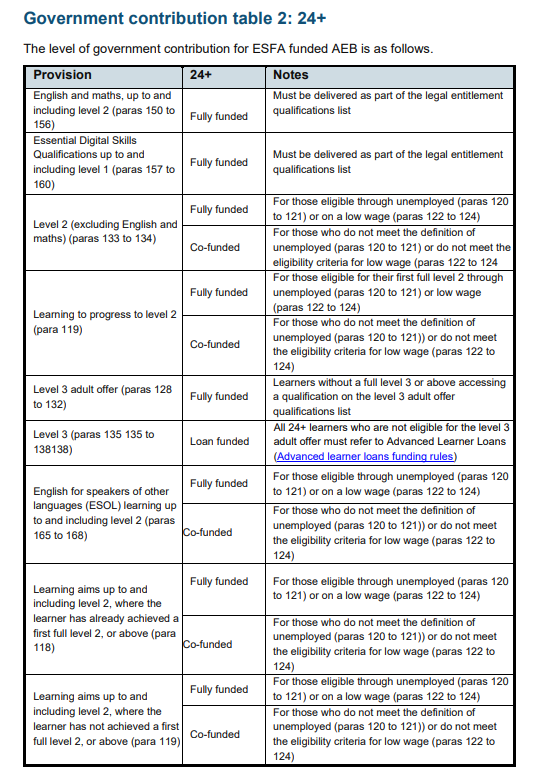 Government contribution table 2: 24+
The level of government contribution for ESFA funded AEB is as follows.
Provision 24+ Notes
English and maths, up to and
including level 2 (paras 150 to
156)
Fully funded
Must be delivered as part of the legal entitlement
qualifications list
Essential Digital Skills
Qualifications up to and
including level 1 (paras 157 to
160)
Fully funded
Must be delivered as part of the legal entitlement
qualifications list
Level 2 (excluding English and
maths) (paras 133 to 134)
Fully funded
For those eligible through unemployed (paras 120
to 121) or on a low wage (paras 122 to 124)
Co-funded
For those who do not meet the definition of
unemployed (paras 120 to 121) or do not meet the
eligibility criteria for low wage (paras 122 to 124
Learning to progress to level 2
(para 119)
Fully funded
For those eligible for their first full level 2 through
unemployed (paras 120 to 121) or low wage
(paras 122 to 124)
Co-funded
For those who do not meet the definition of
unemployed (paras 120 to 121)) or do not meet
the eligibility criteria for low wage (paras 122 to
124)
Level 3 adult offer (paras 128
to 132)
Fully funded
Learners without a full level 3 or above accessing
a qualification on the level 3 adult offer
qualifications list
Level 3 (paras 135 135 to
138138)
Loan funded
All 24+ learners who are not eligible for the level 3
adult offer must refer to Advanced Learner Loans
(Advanced learner loans funding rules)
English for speakers of other
languages (ESOL) learning up
to and including level 2 (paras
165 to 168)
Fully funded
For those eligible through unemployed (paras 120
to 121) or on a low wage (paras 122 to 124)
Co-funded
For those who do not meet the definition of
unemployed (paras 120 to 121)) or do not meet
the eligibility criteria for low wage (paras 122 to
124)
Learning aims up to and
including level 2, where the
learner has already achieved a
first full level 2, or above (para
118)
Fully funded
For those eligible through unemployed (paras 120
to 121) or on a low wage (paras 122 to 124)
Co-funded
For those who do not meet the definition of
unemployed (paras 120 to 121)) or do not meet
the eligibility criteria for low wage (paras 122 to
124)
Learning aims up to and
including level 2, where the
learner has not achieved a first
full level 2, or above (para 119)
Fully funded
For those eligible through unemployed (paras 120
to 121) or on a low wage (paras 122 to 124)
Co-funded
For those who do not meet the definition of
unemployed (paras 120 to 121)) or do not meet
the eligibility criteria for low wage (paras 122 to
124)